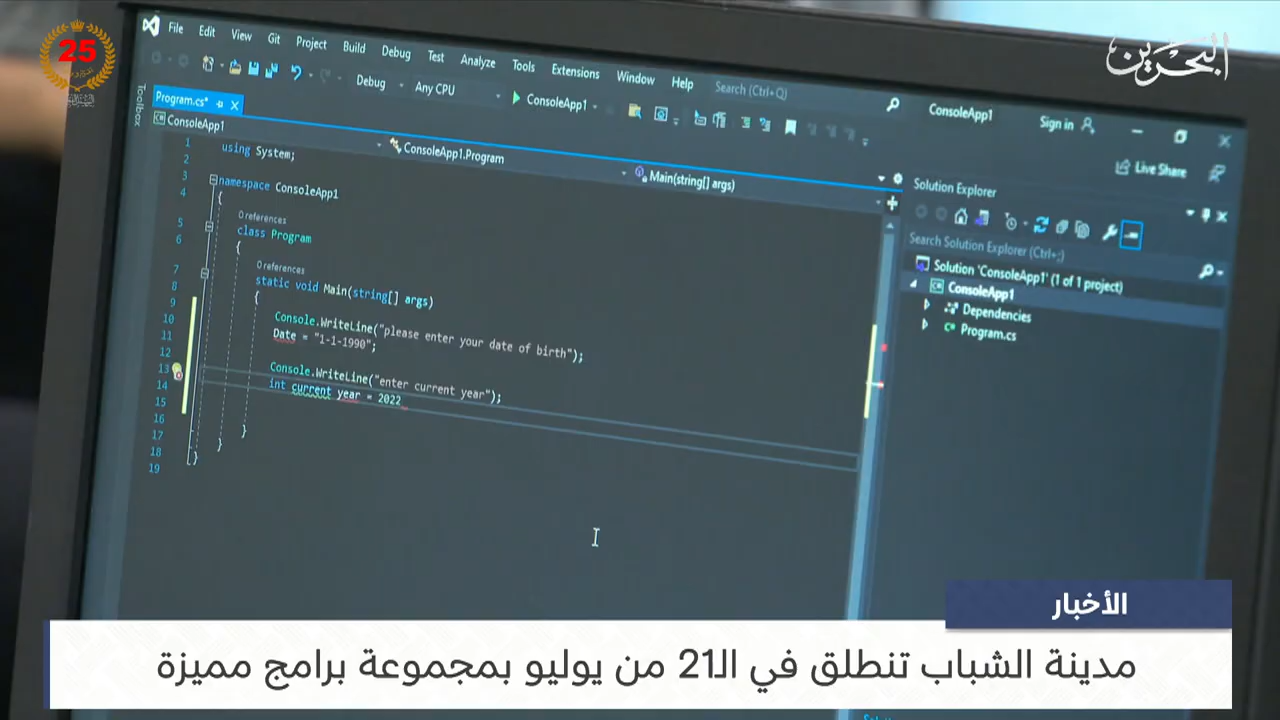 25
البحرين
File Edit View Git Project Build Debug Test Analyze Tools Extensions Window Help Search (Ctrl+Q) ConsoleApp1 Sign in
Debug Any CPU ConsoleApp1 Live Share
Toolbox
Program.cs*
ConsoleApp1 ConsoleApp1.Program Main(string[] args)
1 using System;
2
3 namespace ConsoleApp1
4 {
0 references
5 class Program
6 {
0 references
7 static void Main(string[] args)
8 {
9
10 Console.WriteLine("please enter your date of birth");
11 Date = "1-1-1990";
12
13 Console.WriteLine("enter current year");
14 int current year = 2022
15
16
17 }
18 }
19 }
Solution Explorer
Search Solution Explorer (Ctrl+;)
Solution 'ConsoleApp1' (1 of 1 project)
ConsoleApp1
Dependencies
Program.cs
الأخبار
مدينة الشباب تنطلق في الـ21 من يوليو بمجموعة برامج مميزة